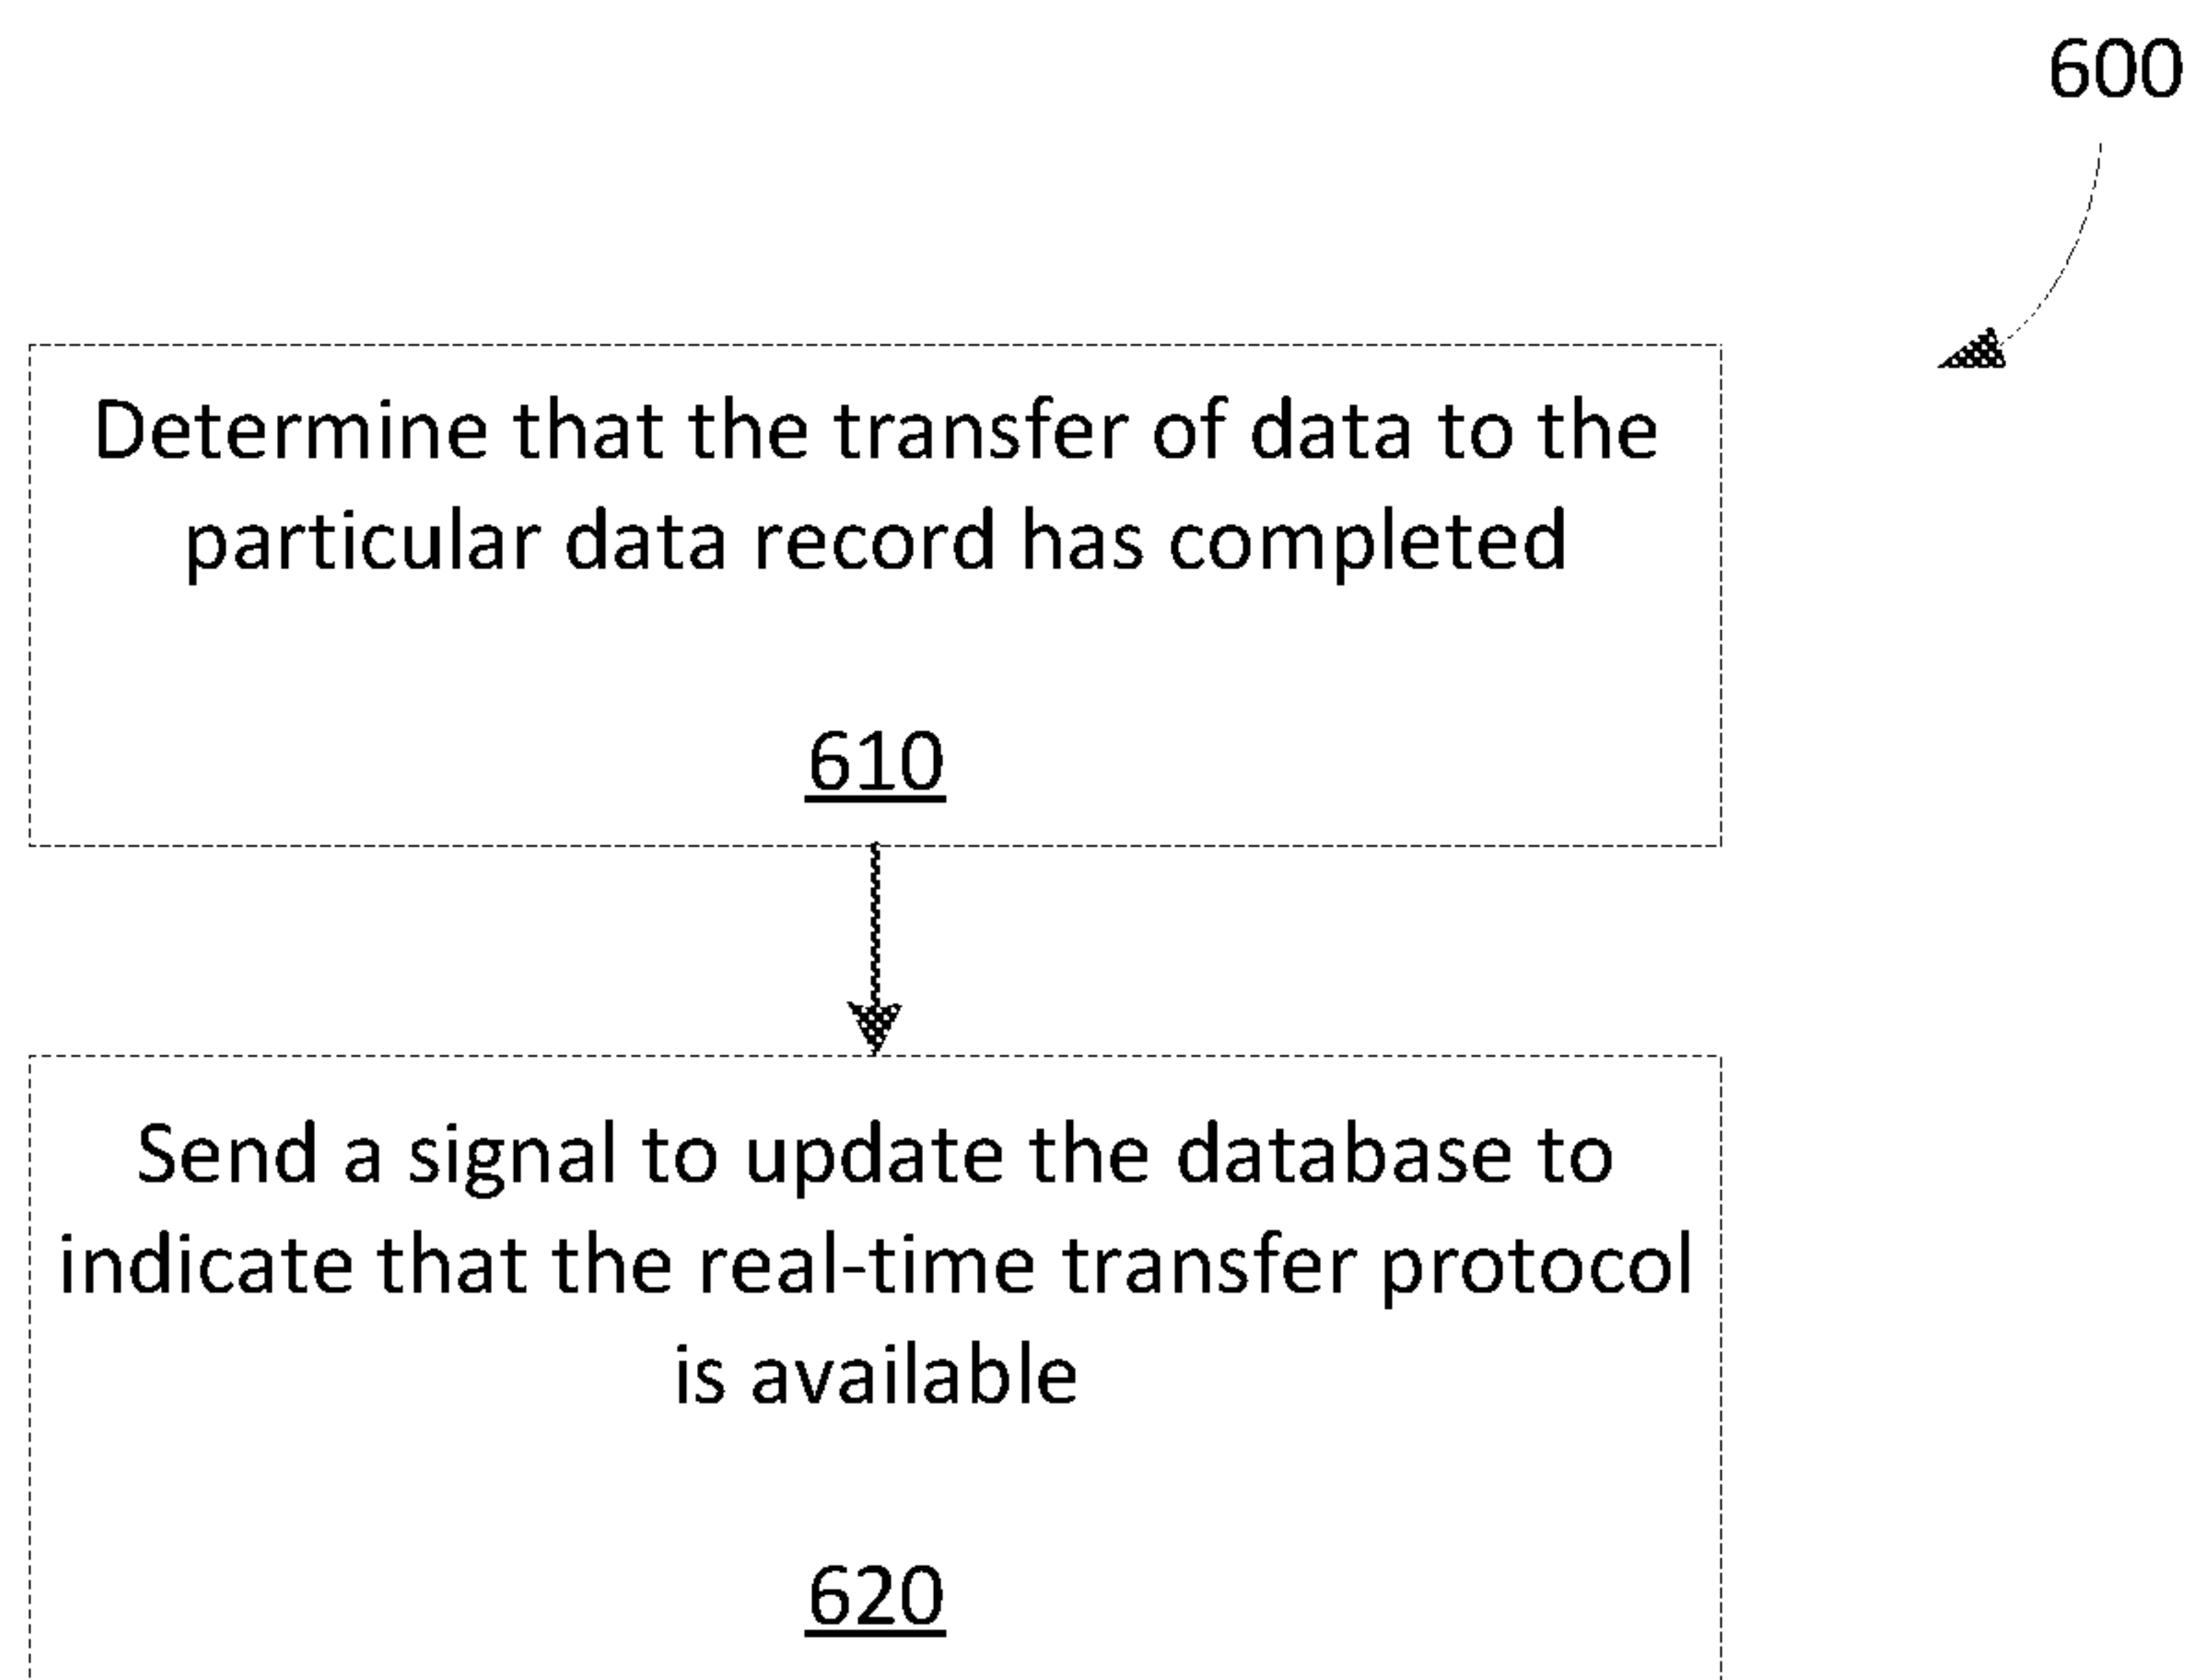 600
Determine that the transfer of data to the
particular data record has completed
610
Send a signal to update the database to
indicate that the real-time transfer protocol
is available
620